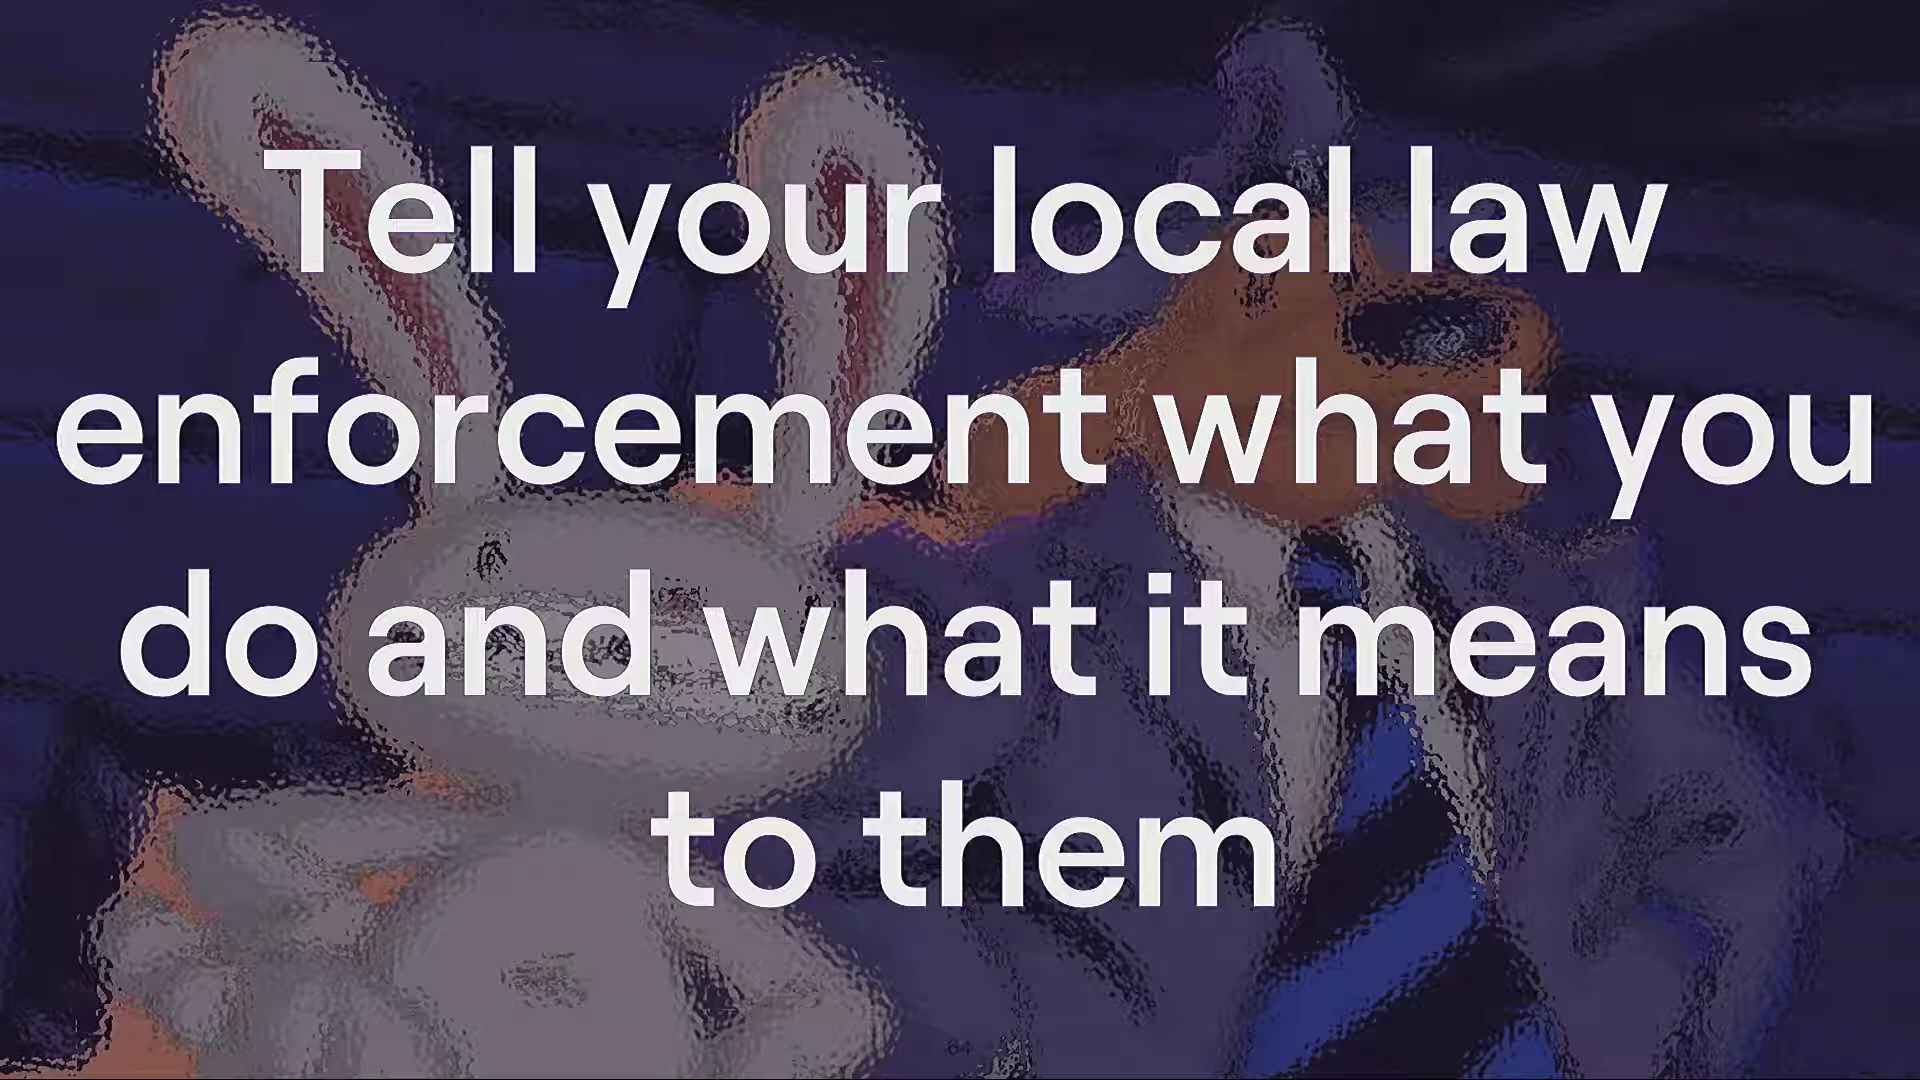 Tell your local law
enforcement what you
do and what it means
to them